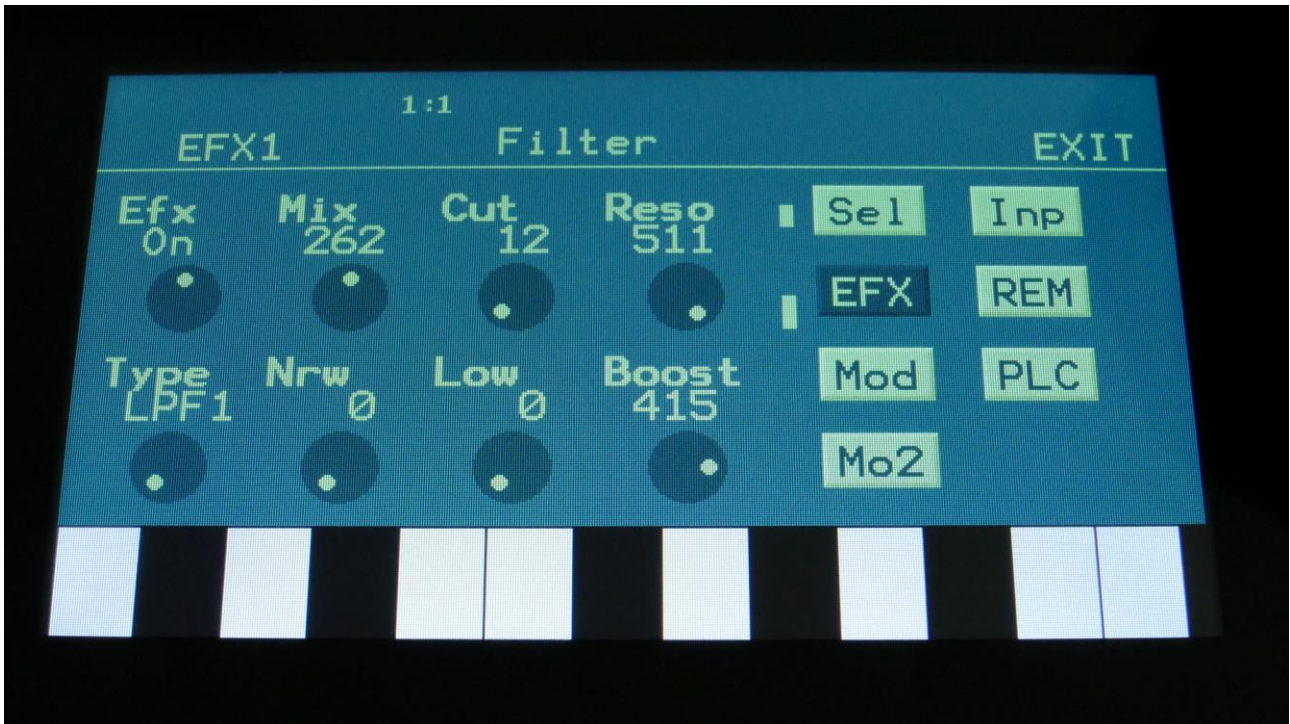 1:1
EFX1 Filter EXIT
Efx Mix Cut Reso Sel Inp
On 262 12 511
EFX REM
Type Nrw Low Boost Mod PLC
LPF1 0 0 415
Mo2